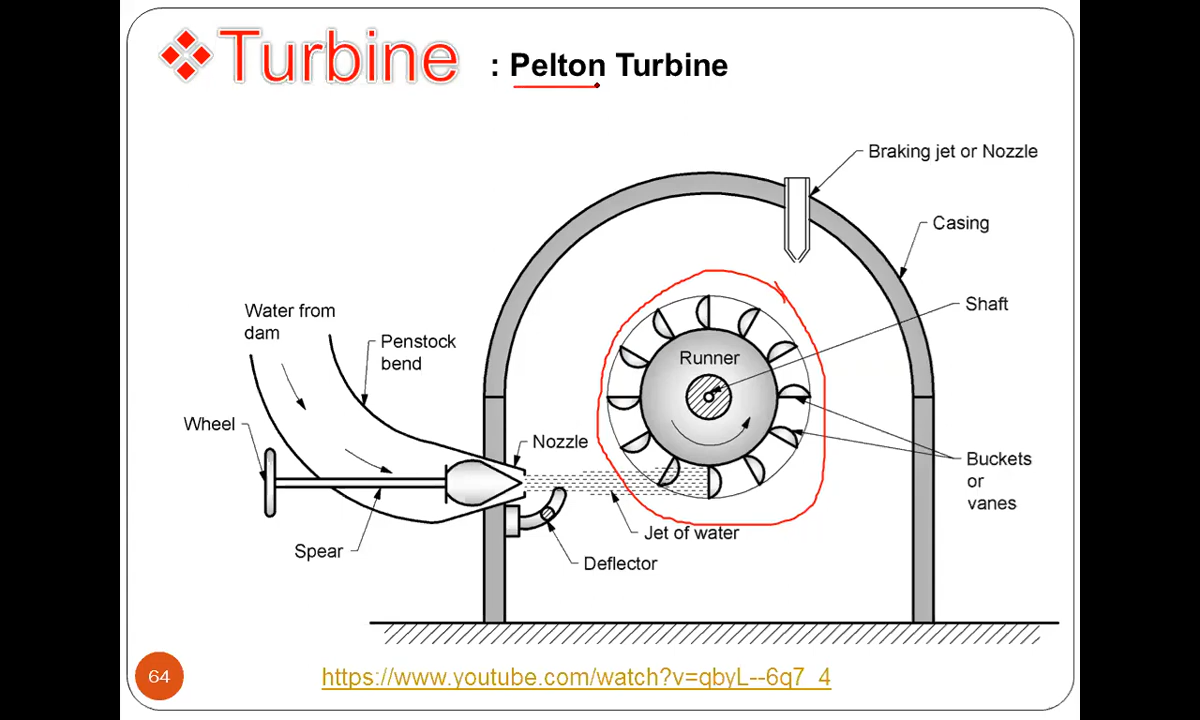 Turbine : Pelton Turbine
Braking jet or Nozzle
Casing
Water from
dam
Shaft
Penstock
bend
Runner
Wheel
Nozzle
Buckets
or
vanes
Jet of water
Spear
Deflector
64
https://www.youtube.com/watch?v=qbyL--6q7_4